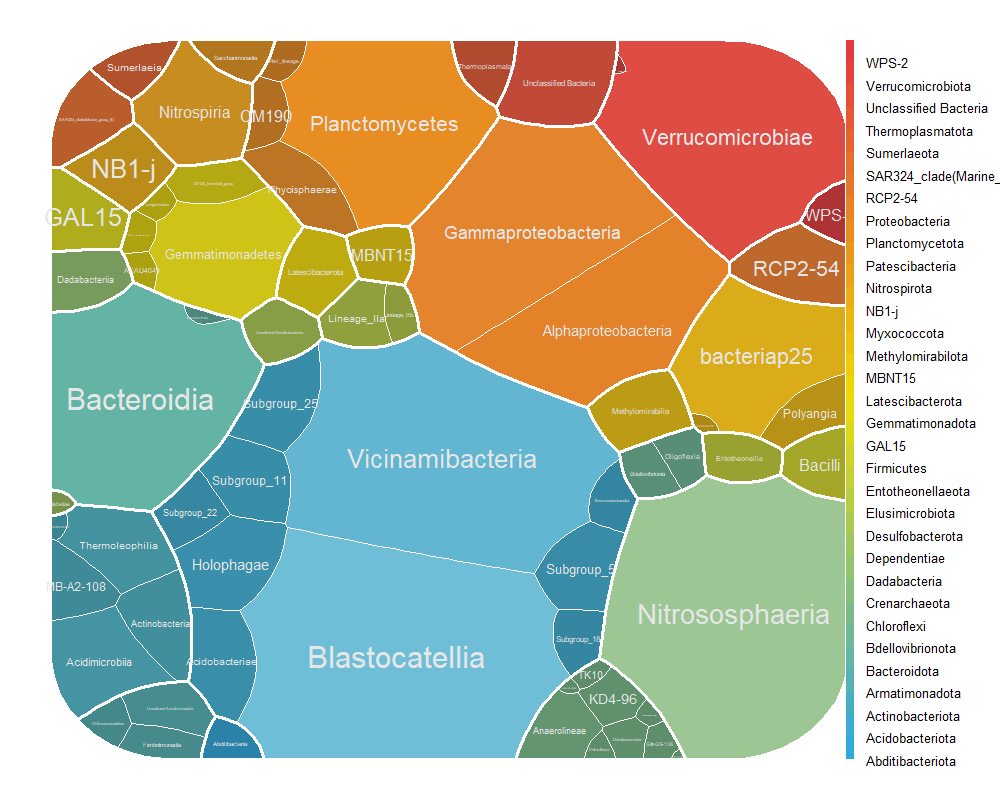 Sumerlaeia
Saccharimonadia
Thermoplasmata
Unclassified Bacteria
Nitrospiria
OM190
Planctomycetes
Verrucomicrobiae
NB1-j
Phycisphaerae
GAL15
WPS-
Gammaproteobacteria
Gemmatimonadetes
MBNT15
RCP2-54
Latescibacterota
Dadabacteriia
Lineage_IIa
Lineage_IIb
Alphaproteobacteria
bacteriap25
Bacteroidia
Subgroup_25
Methylomirabilia
Polyangia
Vicinamibacteria
Oligoflexia
Entotheonellia
Bacilli
Bdellovibrionia
Subgroup_11
Subgroup_22
Thermoleophilia
Holophagae
Subgroup_5
MB-A2-108
Actinobacteria
Nitrososphaeria
Subgroup_18
Acidimicrobiia
Acidobacteriae
Blastocatellia
TK10
KD4-96
Anaerolineae
Fimbriimonadia
Abditibacteria
WPS-2
Verrucomicrobiota
Unclassified Bacteria
Thermoplasmatota
Sumerlaeota
SAR324_clade(Marine_
RCP2-54
Proteobacteria
Planctomycetota
Patescibacteria
Nitrospirota
NB1-j
Myxococcota
Methylomirabilota
MBNT15
Latescibacterota
Gemmatimonadota
GAL15
Firmicutes
Entotheonellaeota
Elusimicrobiota
Desulfobacterota
Dependentiae
Dadabacteria
Crenarchaeota
Chloroflexi
Bdellovibrionota
Bacteroidota
Armatimonadota
Actinobacteriota
Acidobacteriota
Abditibacteriota